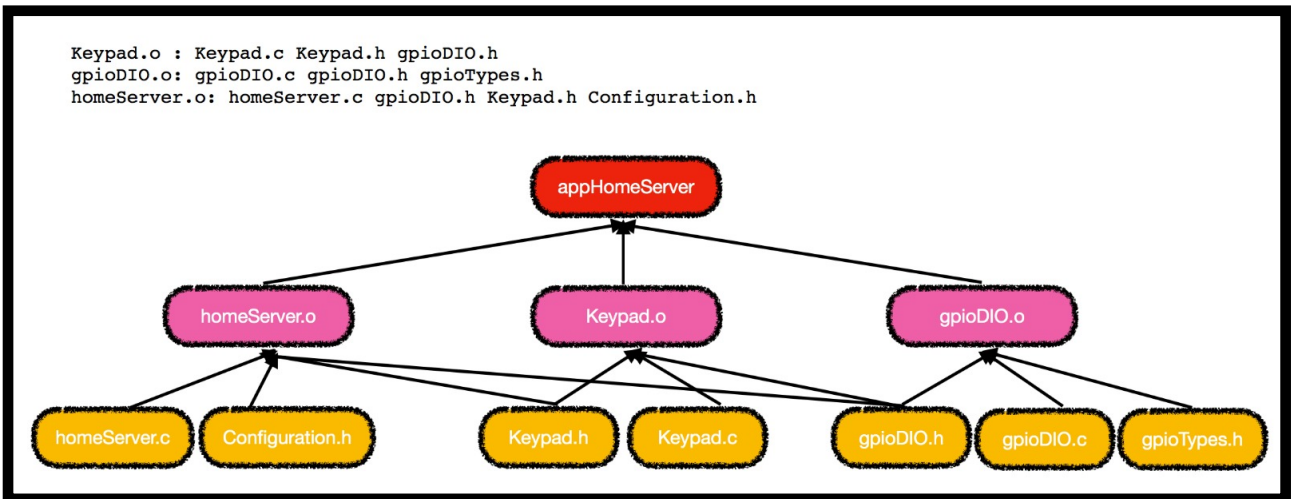 Keypad.o : Keypad.c Keypad.h gpioDIO.h
gpioDIO.o: gpioDIO.c gpioDIO.h gpioTypes.h
homeServer.o: homeServer.c gpioDIO.h Keypad.h Configuration.h
appHomeServer
homeServer.o
Keypad.o
gpioDIO.o
homeServer.c
Configuration.h
Keypad.h
Keypad.c
gpioDIO.h
gpioDIO.c
gpioTypes.h